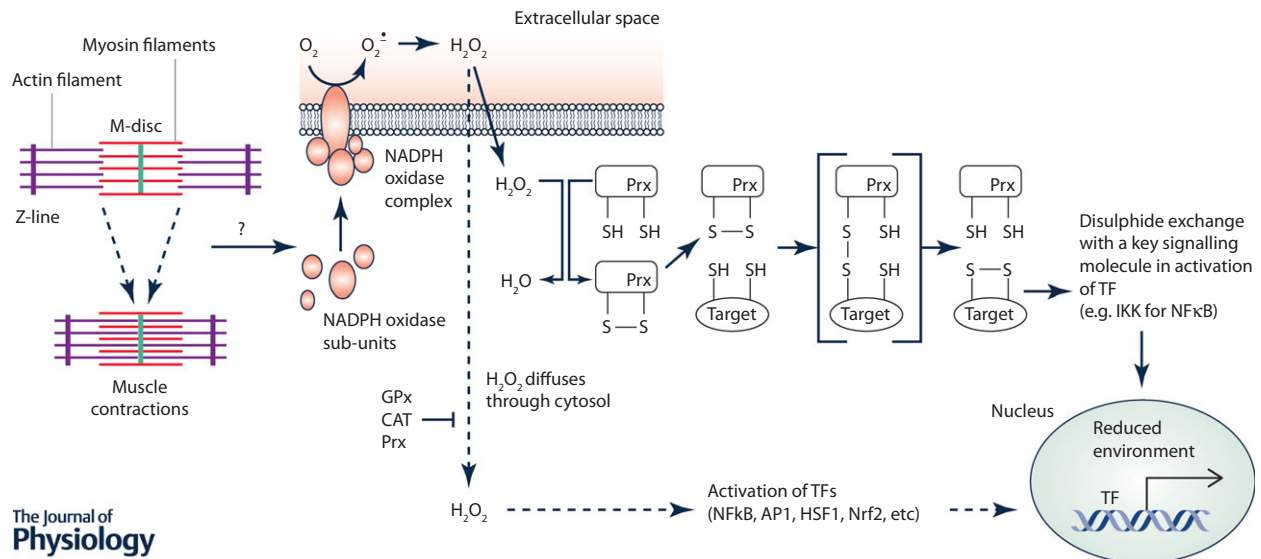 Extracellular space
Myosin filaments
Actin filament
M-disc
Z-line
Muscle
contractions
?
O₂
O₂•−
H₂O₂
NADPH
oxidase
complex
NADPH oxidase
sub-units
H₂O₂
H₂O
Prx
SH SH
Prx
S—S
Prx
S—S
SH SH
Target
Prx
S SH
S SH
Target
Prx
SH SH
S—S
Target
Disulphide exchange
with a key signalling
molecule in activation
of TF
(e.g. IKK for NFκB)
GPx
CAT
Prx
H₂O₂ diffuses
through cytosol
H₂O₂
Activation of TFs
(NFkB, AP1, HSF1, Nrf2, etc)
Nucleus
Reduced
environment
TF
The Journal of
Physiology